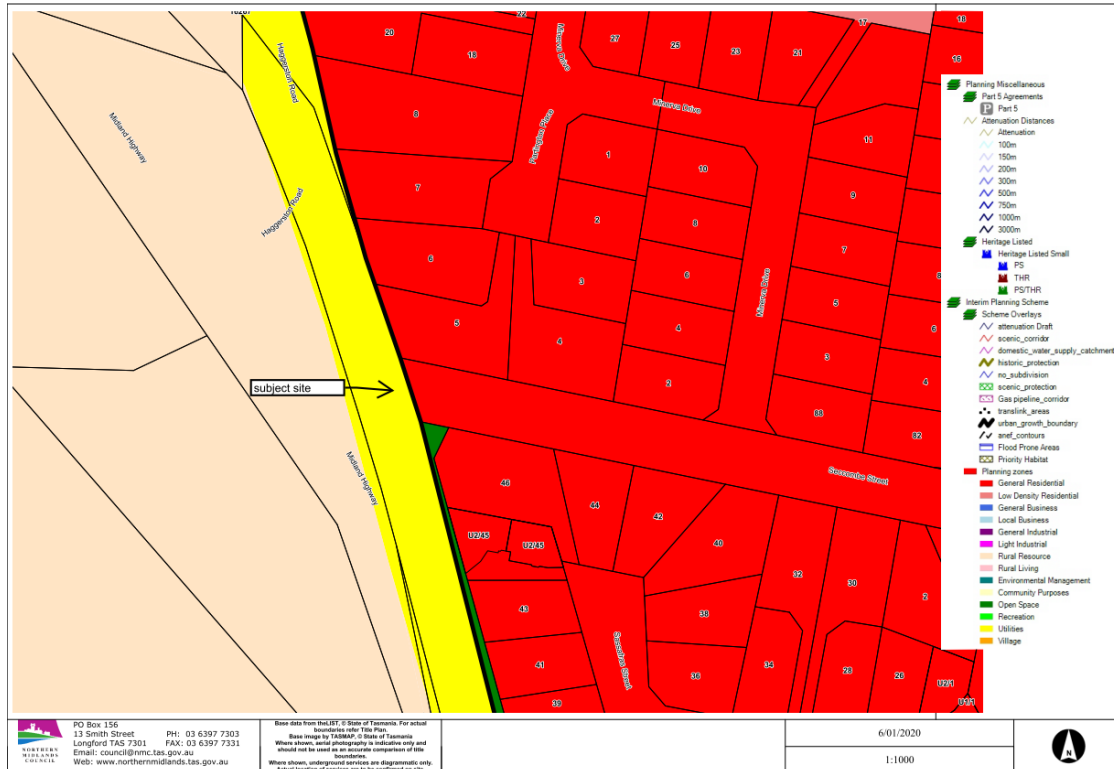 20
18
22
17
18
16
27
25
23
21
8
7
6
5
3
4
1
2
10
8
6
4
2
11
9
7
5
3
88
6
4
82
46
44
42
40
U2/45
U2/45
43
41
39
38
36
34
32
30
28
26
2
U2/1
U1/1
Haggerston Road
Haggerston Road
Midland Highway
Midland Highway
Minerva Drive
Minerva Drive
Minerva Drive
Seccombe Street
Sassafras Street
subject site
Planning Miscellaneous
Part 5 Agreements
P Part 5
Attenuation Distances
Attenuation
100m
150m
200m
300m
500m
750m
1000m
3000m
Heritage Listed
Heritage Listed Small
PS
THR
PS/THR
Interim Planning Scheme
Scheme Overlays
attenuation Draft
scenic_corridor
domestic_water_supply_catchment
historic_protection
no_subdivision
scenic_protection
Gas pipeline_corridor
translink_areas
urban_growth_boundary
anef_contours
Flood Prone Areas
Priority Habitat
Planning zones
General Residential
Low Density Residential
General Business
Local Business
General Industrial
Light Industrial
Rural Resource
Rural Living
Environmental Management
Community Purposes
Open Space
Recreation
Utilities
Village
NORTHERN
MIDLANDS
COUNCIL
PO Box 156
13 Smith Street PH: 03 6397 7303
Longford TAS 7301 FAX: 03 6397 7331
Email: council@nmc.tas.gov.au
Web: www.northernmidlands.tas.gov.au
Base data from theLIST, © State of Tasmania. For actual
boundaries refer Title Plan.
Base image by TASMAP, © State of Tasmania
Where shown, aerial photography is indicative only and
should not be used as an accurate comparison of title
boundaries.
Where shown, underground services are diagrammatic only.
6/01/2020
1:1000